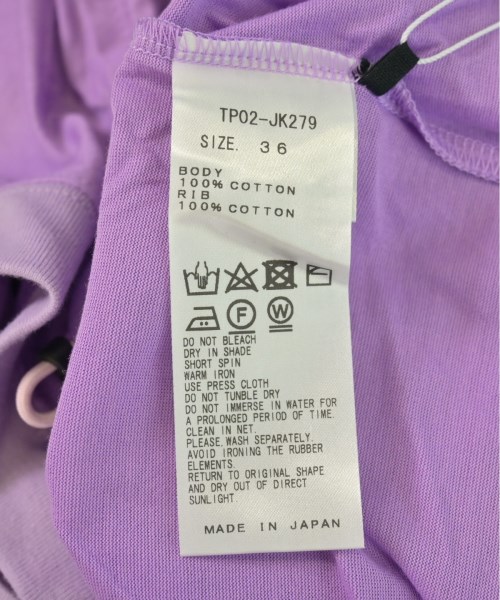 TP02-JK279
SIZE. 36
BODY
100% COTTON
RIB
100% COTTON
F W
DO NOT BLEACH
DRY IN SHADE
SHORT SPIN
WARM IRON
USE PRESS CLOTH
DO NOT TUNBLE DRY
DO NOT IMMERSE IN WATER FOR
A PROLONGED PERIOD OF TIME.
CLEAN IN NET.
PLEASE.WASH SEPARATELY.
AVOID IRONING THE RUBBER
ELEMENTS.
RETURN TO ORIGINAL SHAPE
AND DRY OUT OF DIRECT
SUNLIGHT.
MADE IN JAPAN